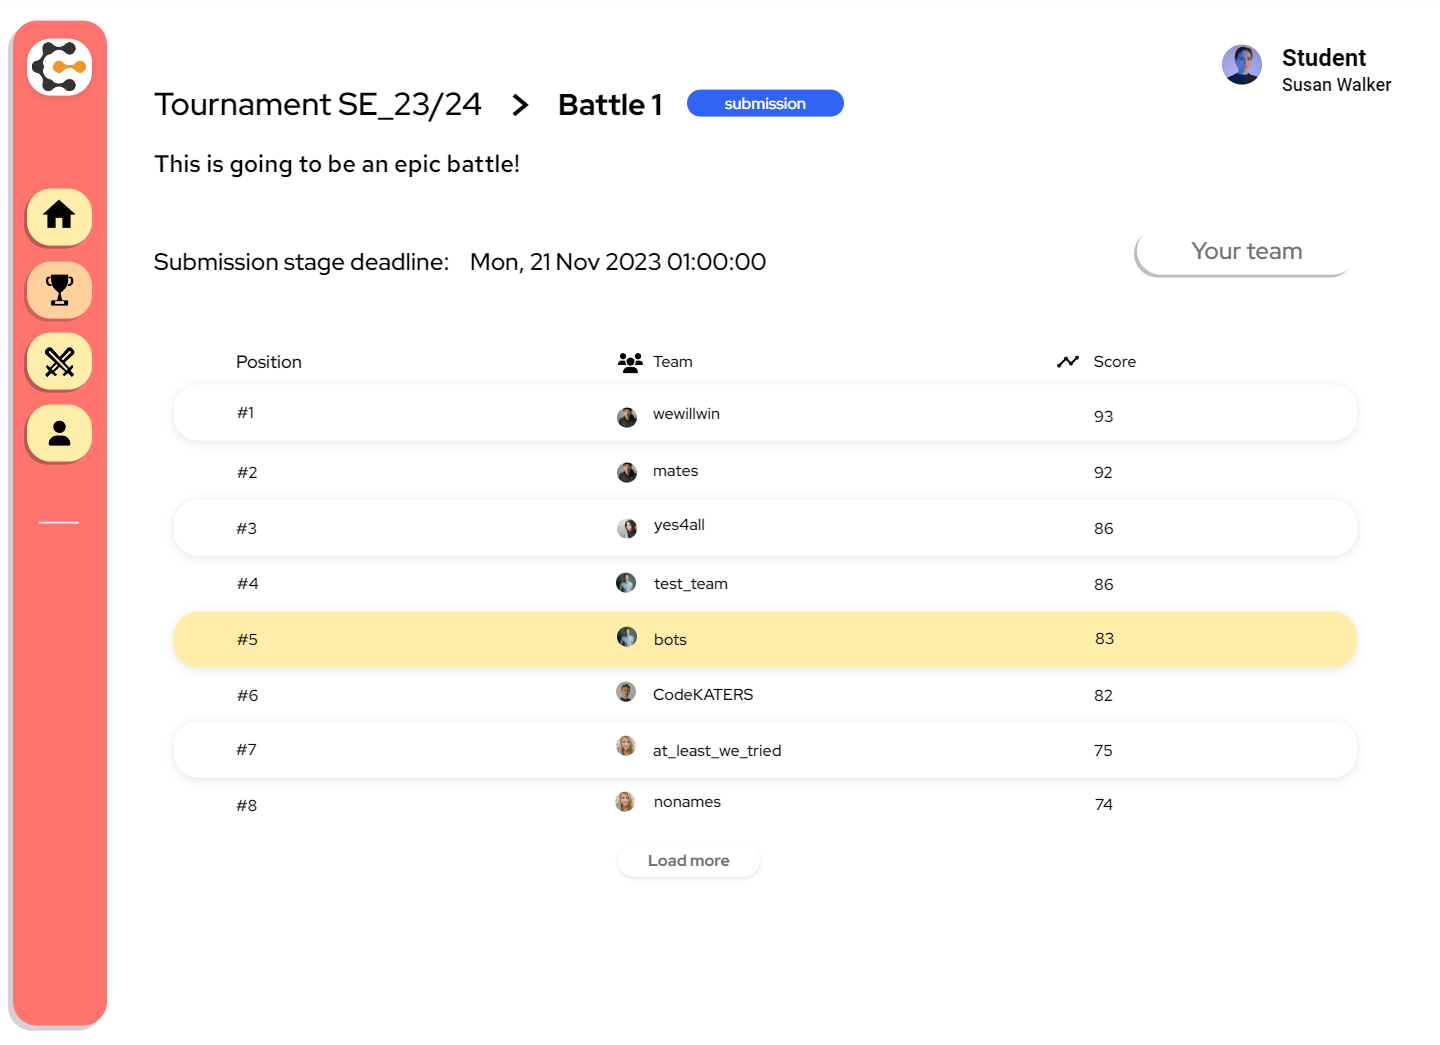 Student
Susan Walker
Tournament SE_23/24 > Battle 1 submission
This is going to be an epic battle!
Submission stage deadline: Mon, 21 Nov 2023 01:00:00
Your team
Position Team Score
#1 wewillwin 93
#2 mates 92
#3 yes4all 86
#4 test_team 86
#5 bots 83
#6 CodeKATERS 82
#7 at_least_we_tried 75
#8 nonames 74
Load more